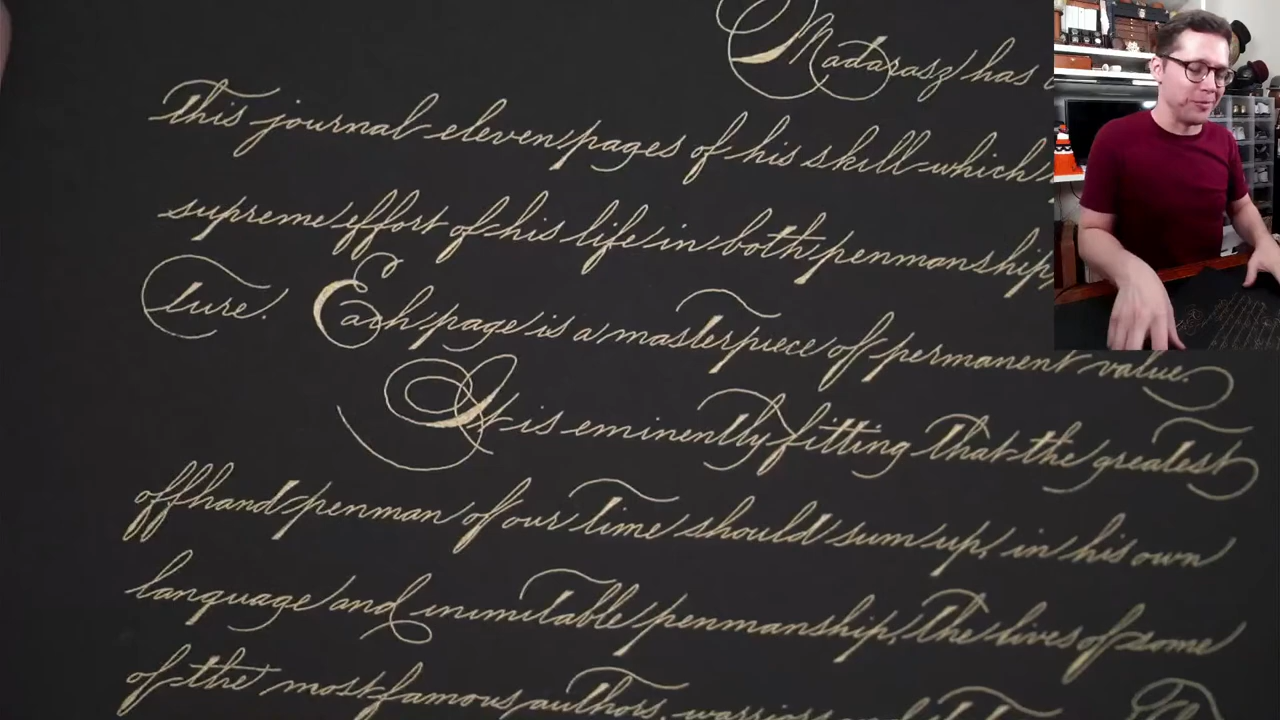 Madarasz has
This journal eleven pages of his skill which
supreme effort of his life in both penmanship
ture. Each page is a masterpiece of permanent value.
It is eminently fitting that the greatest
offhand penman of our time should sum up, in his own
language and inimitable penmanship, the lives of some
of the most famous authors, warriors and